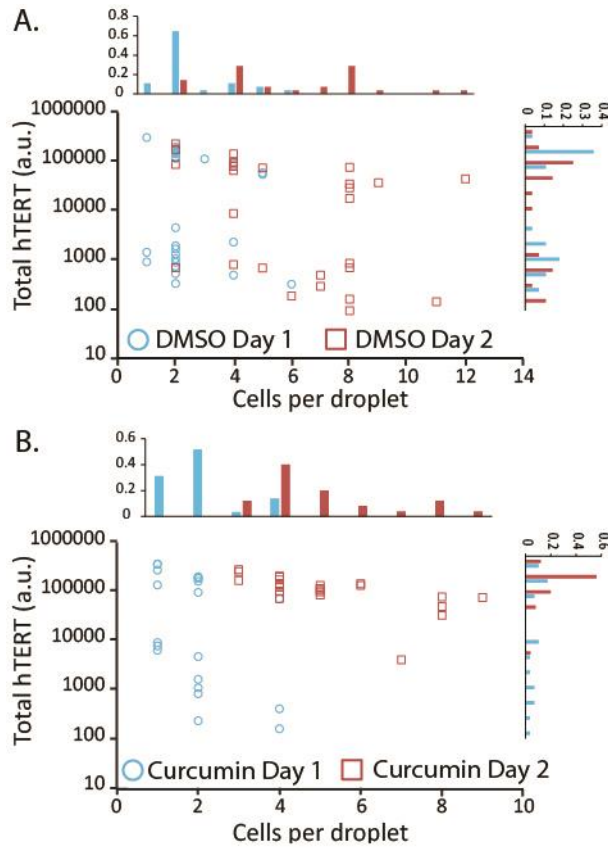 A.
0.8
0.6
0.4
0.2
0
1000000
100000
10000
1000
100
10
Total hTERT (a.u.)
0 0.1 0.2 0.3 0.4
DMSO Day 1 DMSO Day 2
0 2 4 6 8 10 12 14
Cells per droplet
B.
0.6
0.4
0.2
0
1000000
100000
10000
1000
100
10
Total hTERT (a.u.)
0 0.2 0.4 0.6
Curcumin Day 1 Curcumin Day 2
0 2 4 6 8 10
Cells per droplet